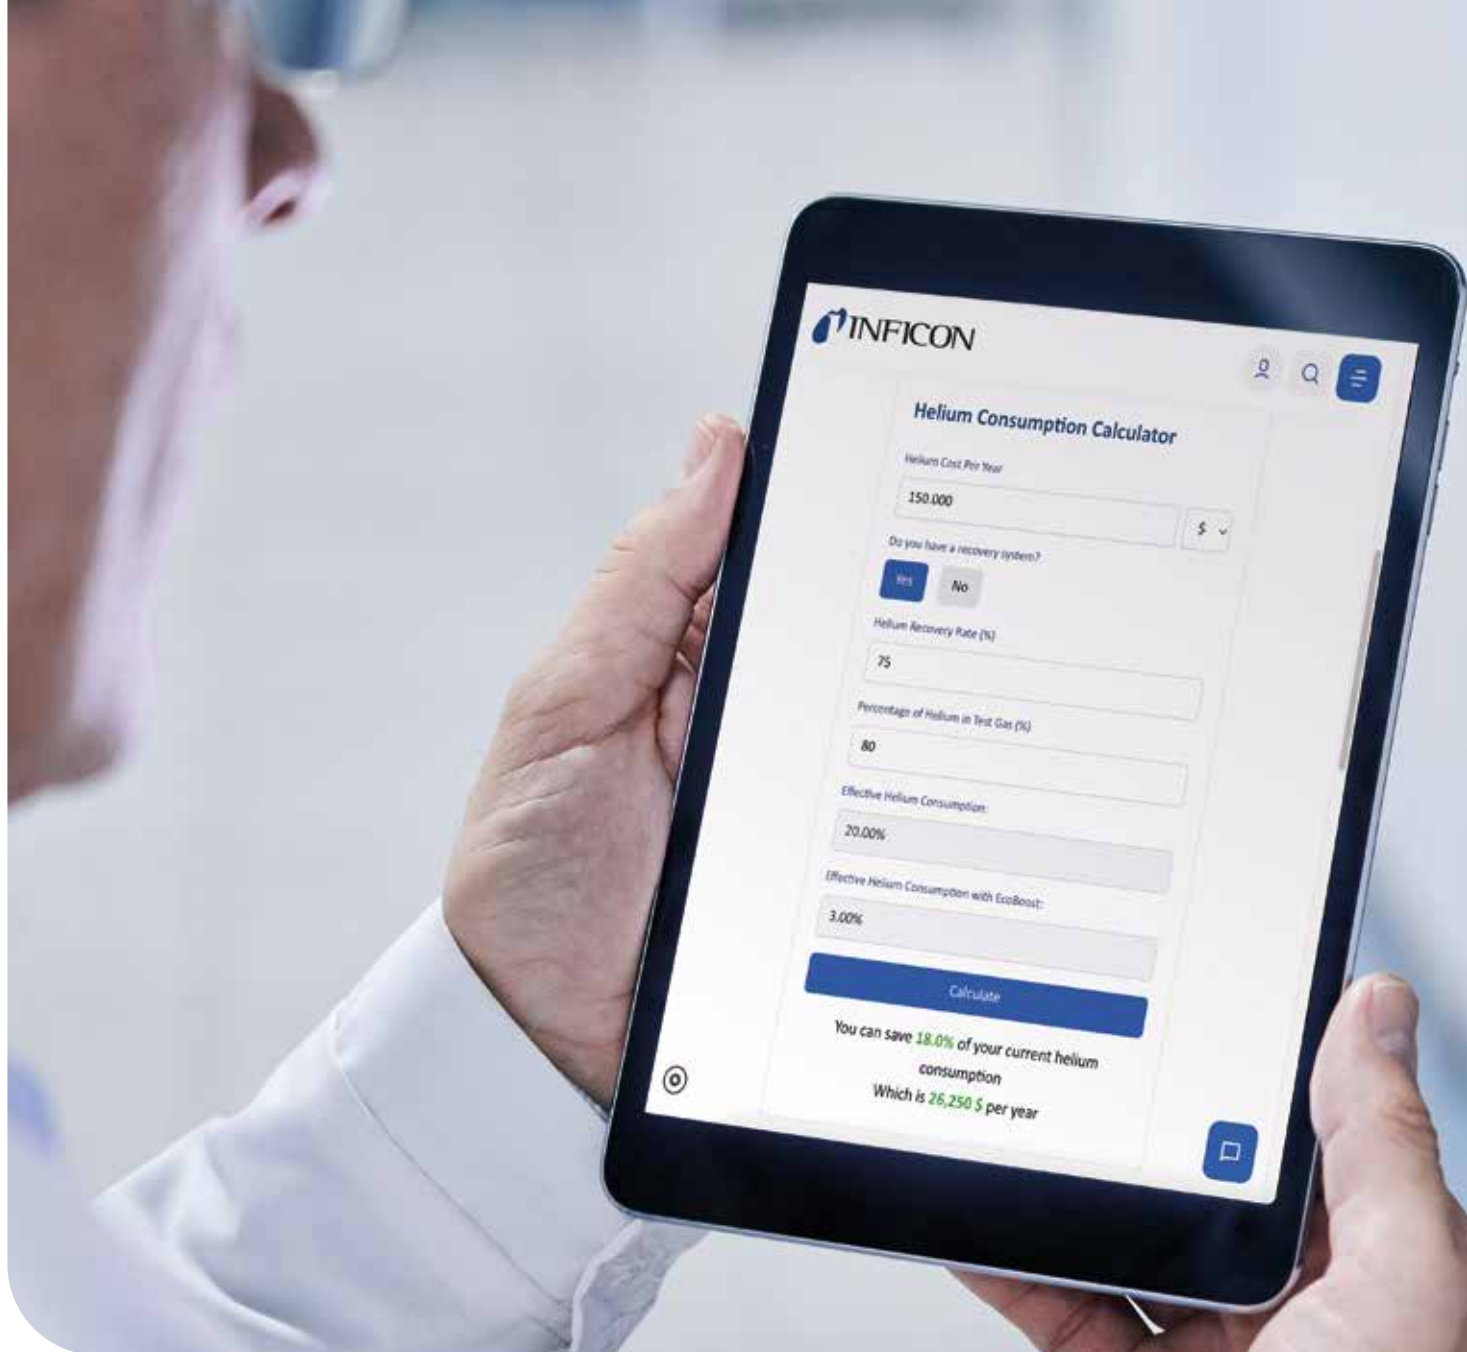 INFICON
Helium Consumption Calculator
Helium Cost Per Year
150.000
$
Do you have a recovery system?
Yes
No
Helium Recovery Rate (%)
75
Percentage of Helium in Test Gas (%)
80
Effective Helium Consumption:
20.00%
Effective Helium Consumption with EcoBoost:
3.00%
Calculate
You can save 18.0% of your current helium
consumption
Which is 26,250 $ per year